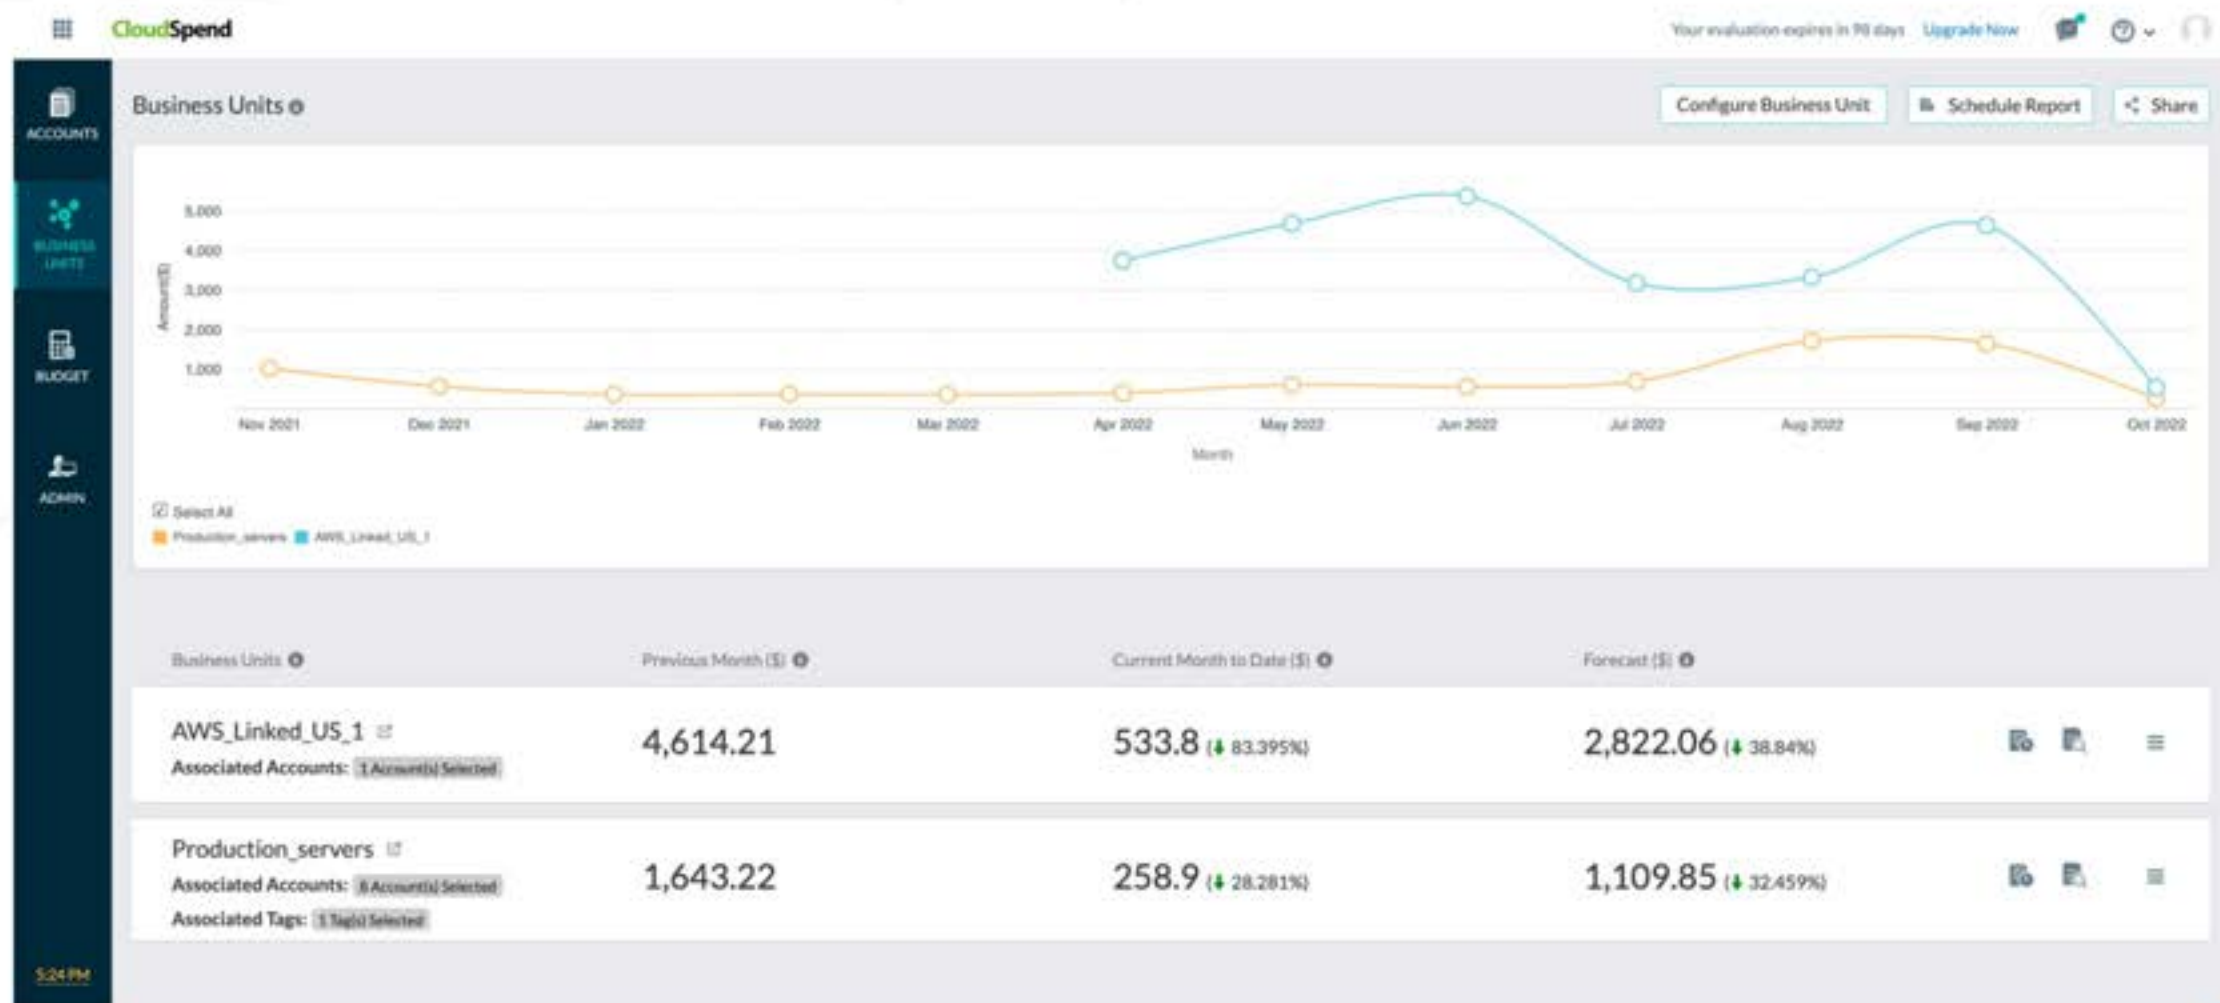 CloudSpend
Your evaluation expires in 98 days Upgrade Now
ACCOUNTS
BUSINESS UNITS
BUDGET
ADMIN
5:24 PM
Business Units
Configure Business Unit
Schedule Report
Share
Amount($)
5,000
4,000
3,000
2,000
1,000
Nov 2021 Dec 2021 Jan 2022 Feb 2022 Mar 2022 Apr 2022 May 2022 Jun 2022 Jul 2022 Aug 2022 Sep 2022 Oct 2022
Month
Select All
Production_servers AWS_Linked_US_1
Business Units Previous Month ($) Current Month to Date ($) Forecast ($)
AWS_Linked_US_1 4,614.21 533.8 (⬇ 83.395%) 2,822.06 (⬇ 38.84%)
Associated Accounts: 1 Account(s) Selected
Production_servers 1,643.22 258.9 (⬇ 28.281%) 1,109.85 (⬇ 32.459%)
Associated Accounts: 8 Account(s) Selected
Associated Tags: 1 Tag(s) Selected